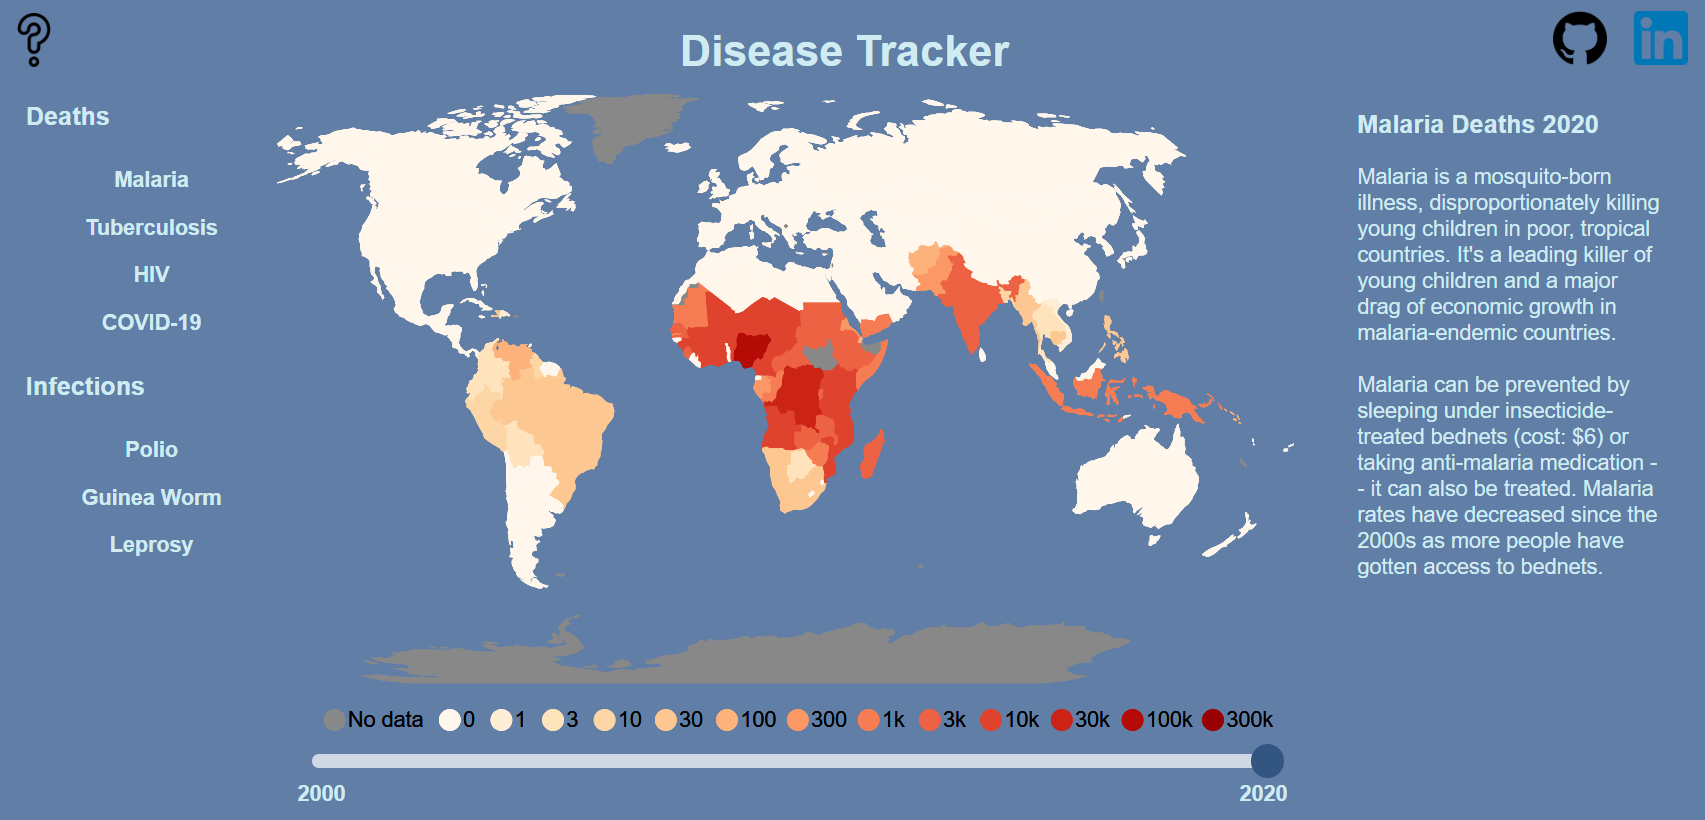 Disease Tracker
in
Deaths
Malaria
Tuberculosis
HIV
COVID-19
Infections
Polio
Guinea Worm
Leprosy
Malaria Deaths 2020
Malaria is a mosquito-born
illness, disproportionately killing
young children in poor, tropical
countries. It's a leading killer of
young children and a major
drag of economic growth in
malaria-endemic countries.
Malaria can be prevented by
sleeping under insecticide-
treated bednets (cost: $6) or
taking anti-malaria medication -
- it can also be treated. Malaria
rates have decreased since the
2000s as more people have
gotten access to bednets.
No data 0 1 3 10 30 100 300 1k 3k 10k 30k 100k 300k
2000 2020